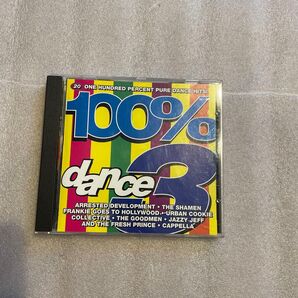 20 ONE HUNDRED PERCENT PURE DANCE HITS!
100%
dance
3
ARRESTED DEVELOPMENT • THE SHAMEN
FRANKIE GOES TO HOLLYWOOD • URBAN COOKIE
COLLECTIVE • THE GOODMEN • JAZZY JEFF
AND THE FRESH PRINCE • CAPPELLA